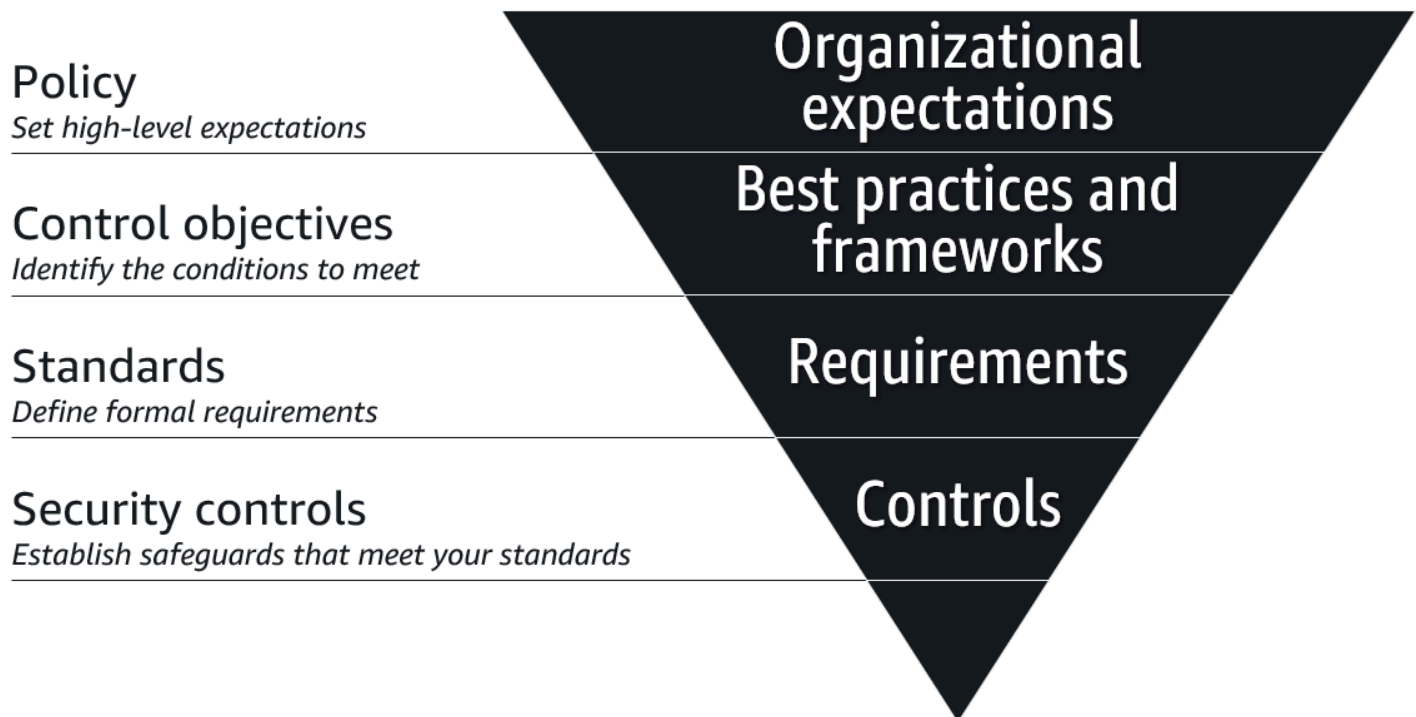 Policy
Set high-level expectations
Organizational
expectations
Control objectives
Identify the conditions to meet
Best practices and
frameworks
Standards
Define formal requirements
Requirements
Security controls
Establish safeguards that meet your standards
Controls